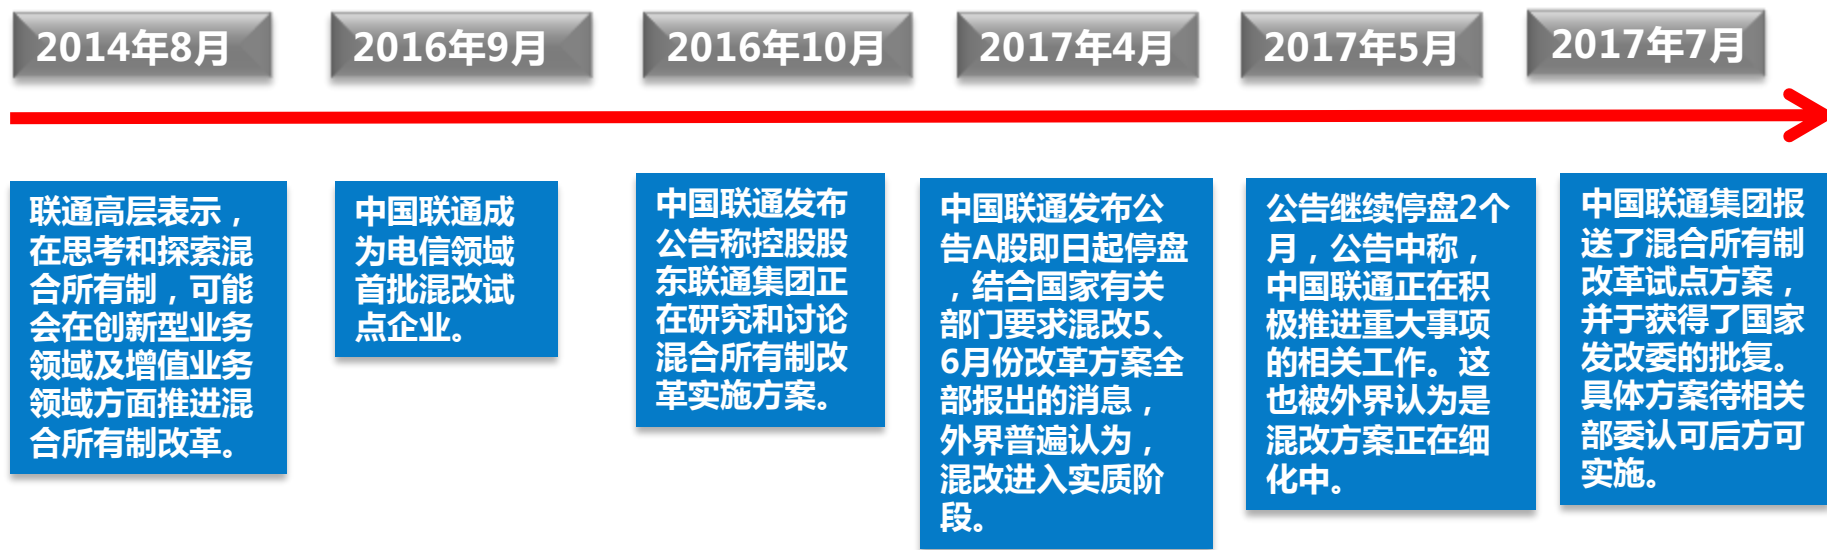 2014年8月
2016年9月
2016年10月
2017年4月
2017年5月
2017年7月
联通高层表示，
在思考和探索混
合所有制，可能
会在创新型业务
领域及增值业务
领域方面推进混
合所有制改革。
中国联通成
为电信领域
首批混改试
点企业。
中国联通发布
公告称控股股
东联通集团正
在研究和讨论
混合所有制改
革实施方案。
中国联通发布公
告A股即日起停盘
，结合国家有关
部门要求混改5、
6月份改革方案全
部报出的消息，
外界普遍认为，
混改进入实质阶
段。
公告继续停盘2个
月，公告中称，
中国联通正在积
极推进重大事项
的相关工作。这
也被外界认为是
混改方案正在细
化中。
中国联通集团报
送了混合所有制
改革试点方案，
并于获得了国家
发改委的批复。
具体方案待相关
部委认可后方可
实施。